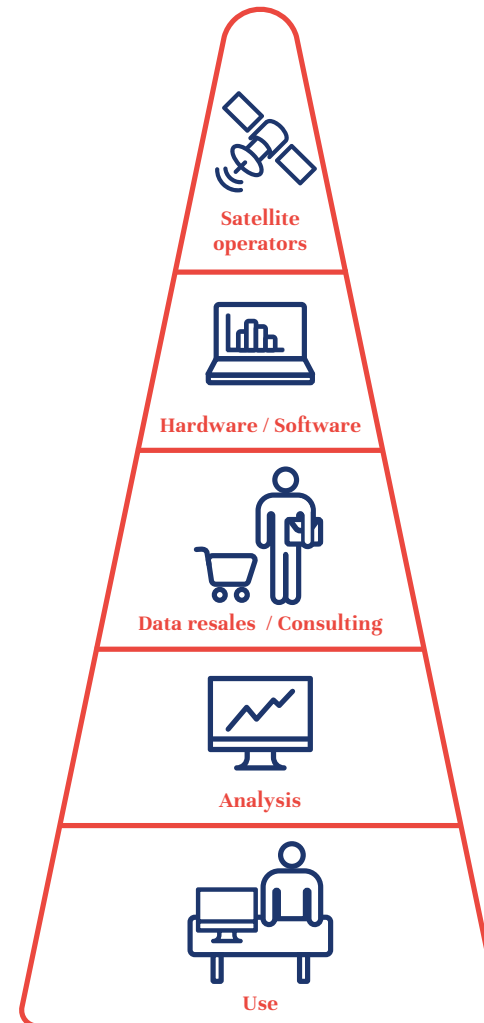 Satellite
operators
Hardware / Software
Data resales / Consulting
Analysis
Use